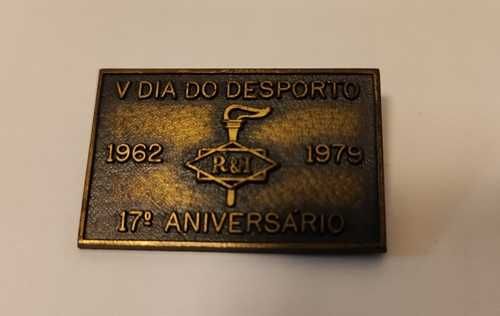 V DIA DO DESPORTO
1962 R&I 1979
17º ANIVERSÁRIO